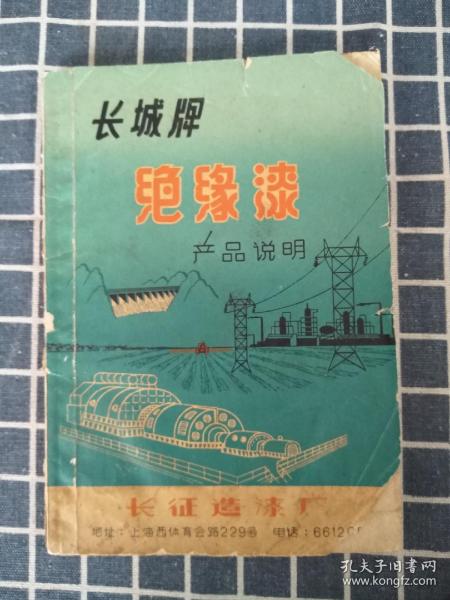 长城牌
绝缘漆
产品说明
长征造漆厂
地址：上海西体育会路229号 电话：6612
孔夫子旧书网
www.kongfz.com